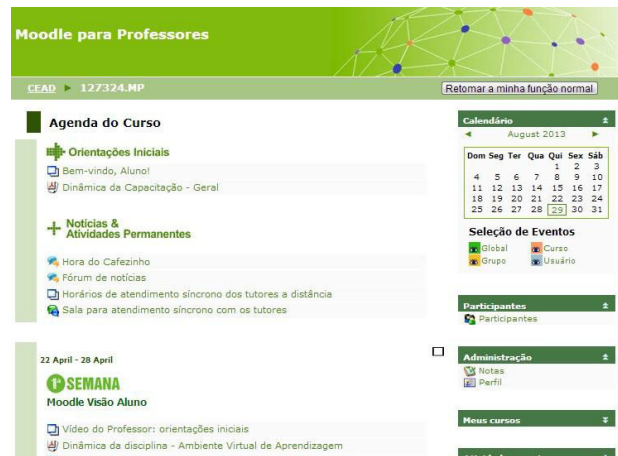 Moodle para Professores
CEAD ► 127324.MP
Retomar a minha função normal
Agenda do Curso
Orientações Iniciais
Bem-vindo, Aluno!
Dinâmica da Capacitação - Geral
Notícias &
Atividades Permanentes
Hora do Cafezinho
Fórum de notícias
Horários de atendimento síncrono dos tutores a distância
Sala para atendimento síncrono com os tutores
22 April - 28 April
1ª SEMANA
Moodle Visão Aluno
Vídeo do Professor: orientações iniciais
Dinâmica da disciplina - Ambiente Virtual de Aprendizagem
Calendário
◄ August 2013 ►
Dom Seg Ter Qua Qui Sex Sáb
1 2 3
4 5 6 7 8 9 10
11 12 13 14 15 16 17
18 19 20 21 22 23 24
25 26 27 28 29 30 31
Seleção de Eventos
Global Curso
Grupo Usuário
Participantes
Participantes
Administração
Notas
Perfil
Meus cursos